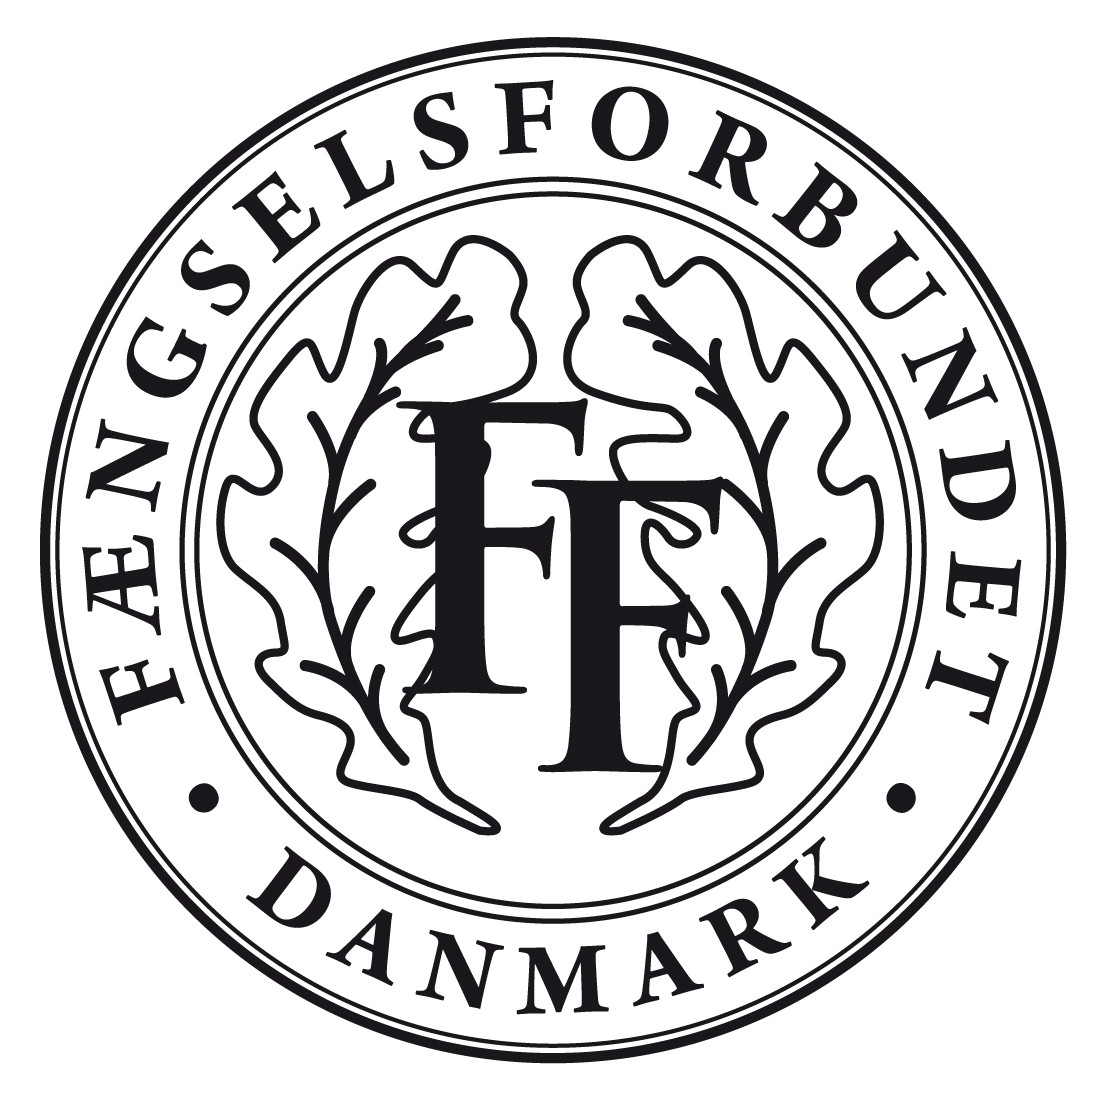 FÆNGSELSFORBUNDET
FF
• DANMARK •